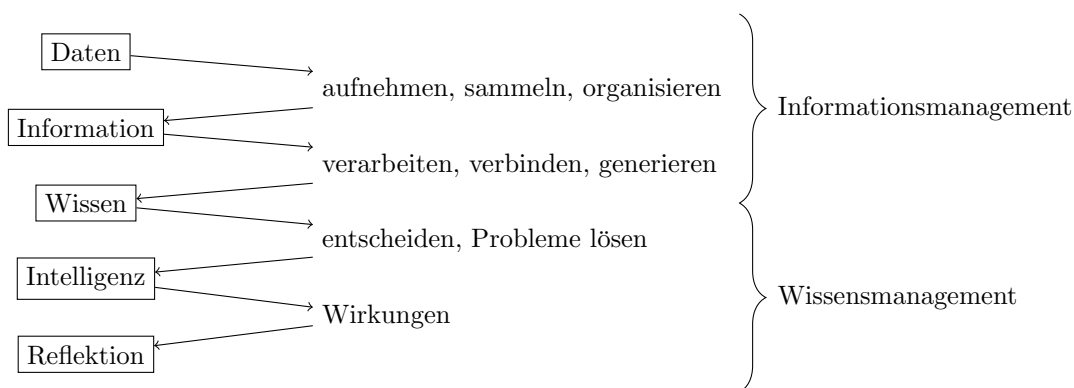 Daten
aufnehmen, sammeln, organisieren
Informationsmanagement
Information
verarbeiten, verbinden, generieren
Wissen
entscheiden, Probleme lösen
Intelligenz
Wissensmanagement
Wirkungen
Reflektion